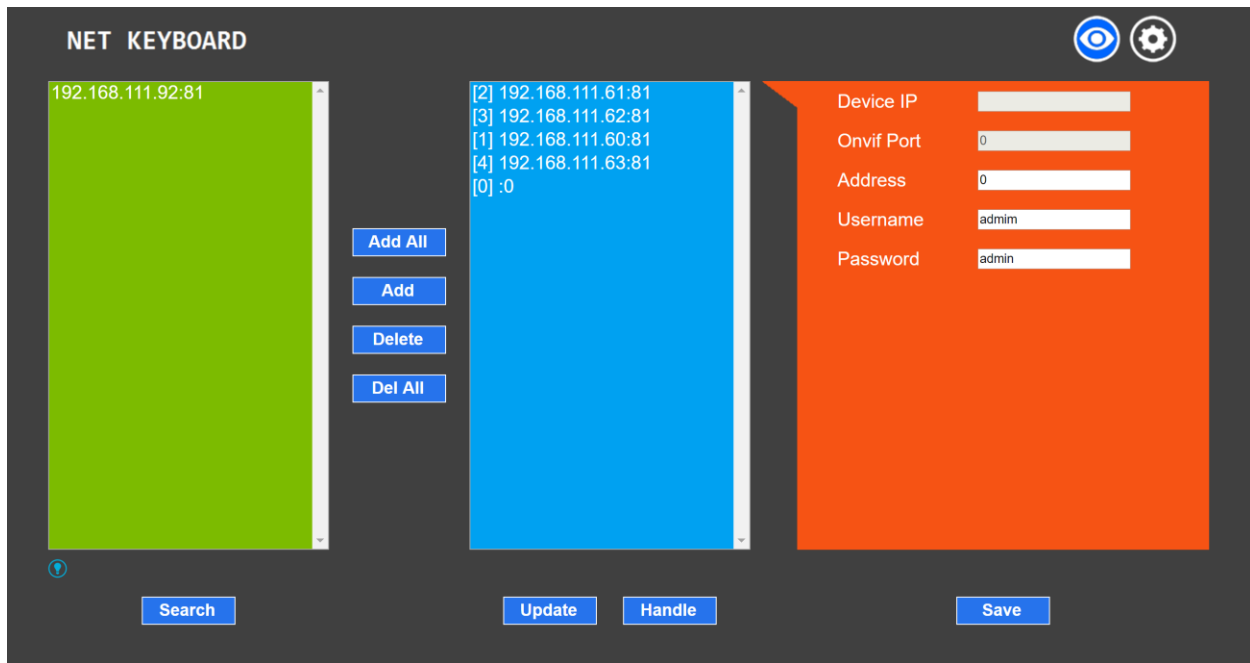 NET KEYBOARD
192.168.111.92:81
Add All
Add
Delete
Del All
Search
[2] 192.168.111.61:81
[3] 192.168.111.62:81
[1] 192.168.111.60:81
[4] 192.168.111.63:81
[0] :0
Update
Handle
Device IP
Onvif Port 0
Address 0
Username admim
Password admin
Save